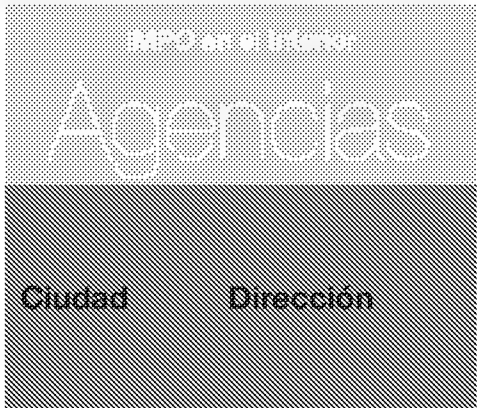 IMPO en el Interior
Agencias
Ciudad Dirección